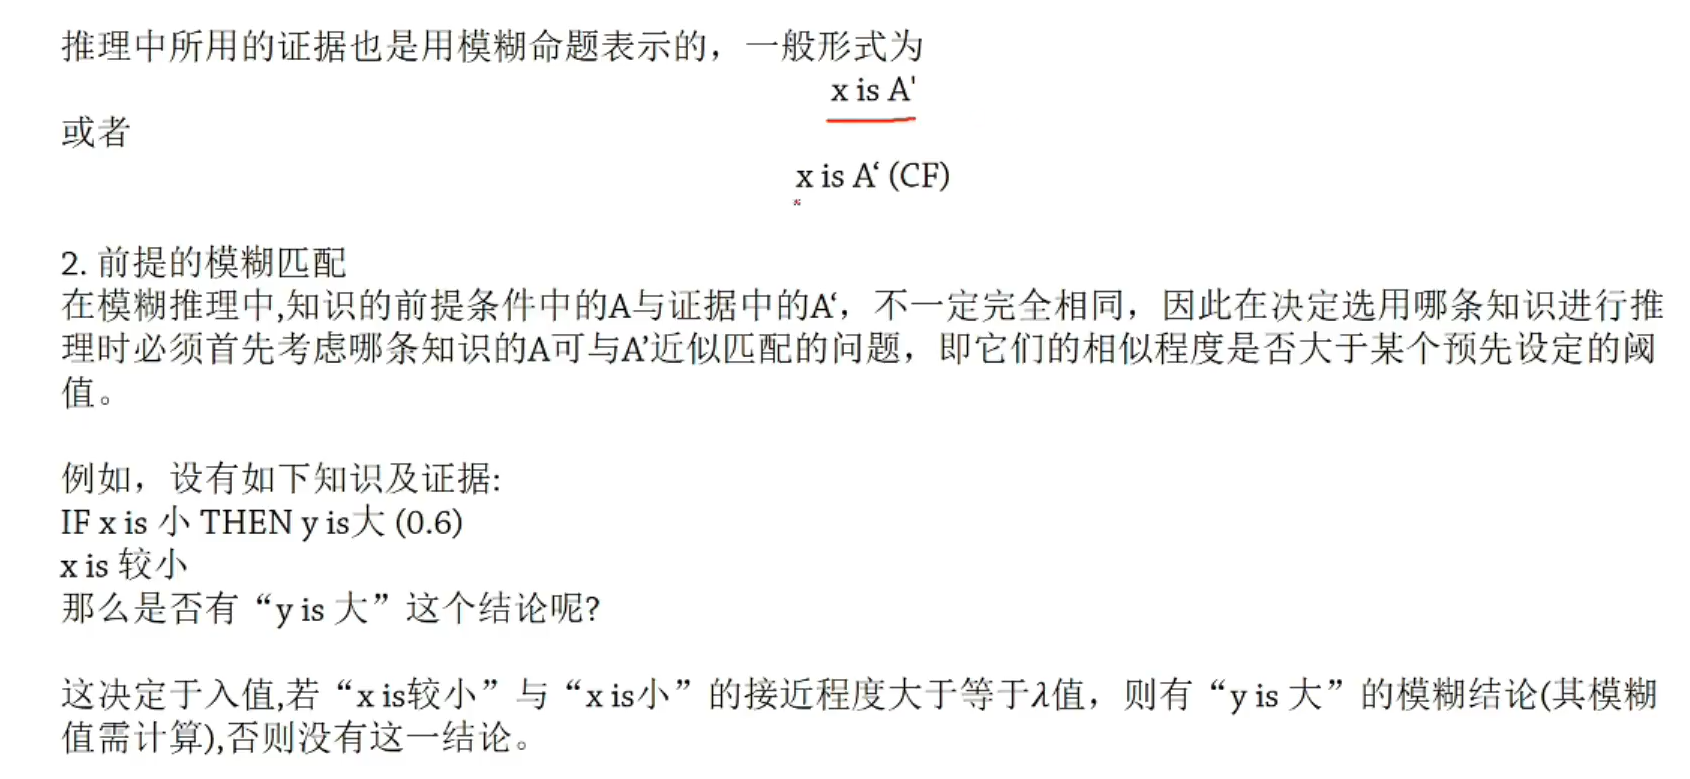 推理中所用的证据也是用模糊命题表示的，一般形式为
x is A'
或者
x is A‘ (CF)
2. 前提的模糊匹配
在模糊推理中,知识的前提条件中的A与证据中的A‘，不一定完全相同，因此在决定选用哪条知识进行推
理时必须首先考虑哪条知识的A可与A’近似匹配的问题，即它们的相似程度是否大于某个预先设定的阈
值。
例如，设有如下知识及证据:
IF x is 小 THEN y is大 (0.6)
x is 较小
那么是否有“y is 大”这个结论呢?
这决定于入值,若“x is较小”与“x is小”的接近程度大于等于λ值，则有“y is 大”的模糊结论(其模糊
值需计算),否则没有这一结论。